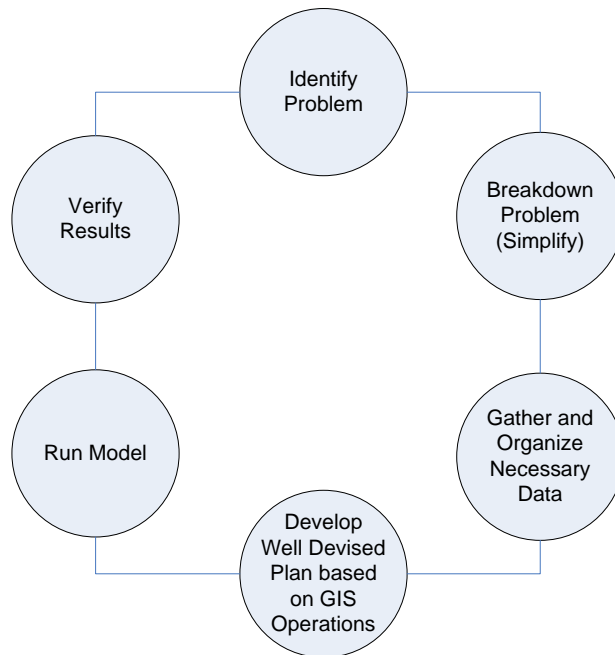 Identify
Problem
Breakdown
Problem
(Simplify)
Gather and
Organize
Necessary
Data
Develop
Well Devised
Plan based
on GIS
Operations
Run Model
Verify
Results